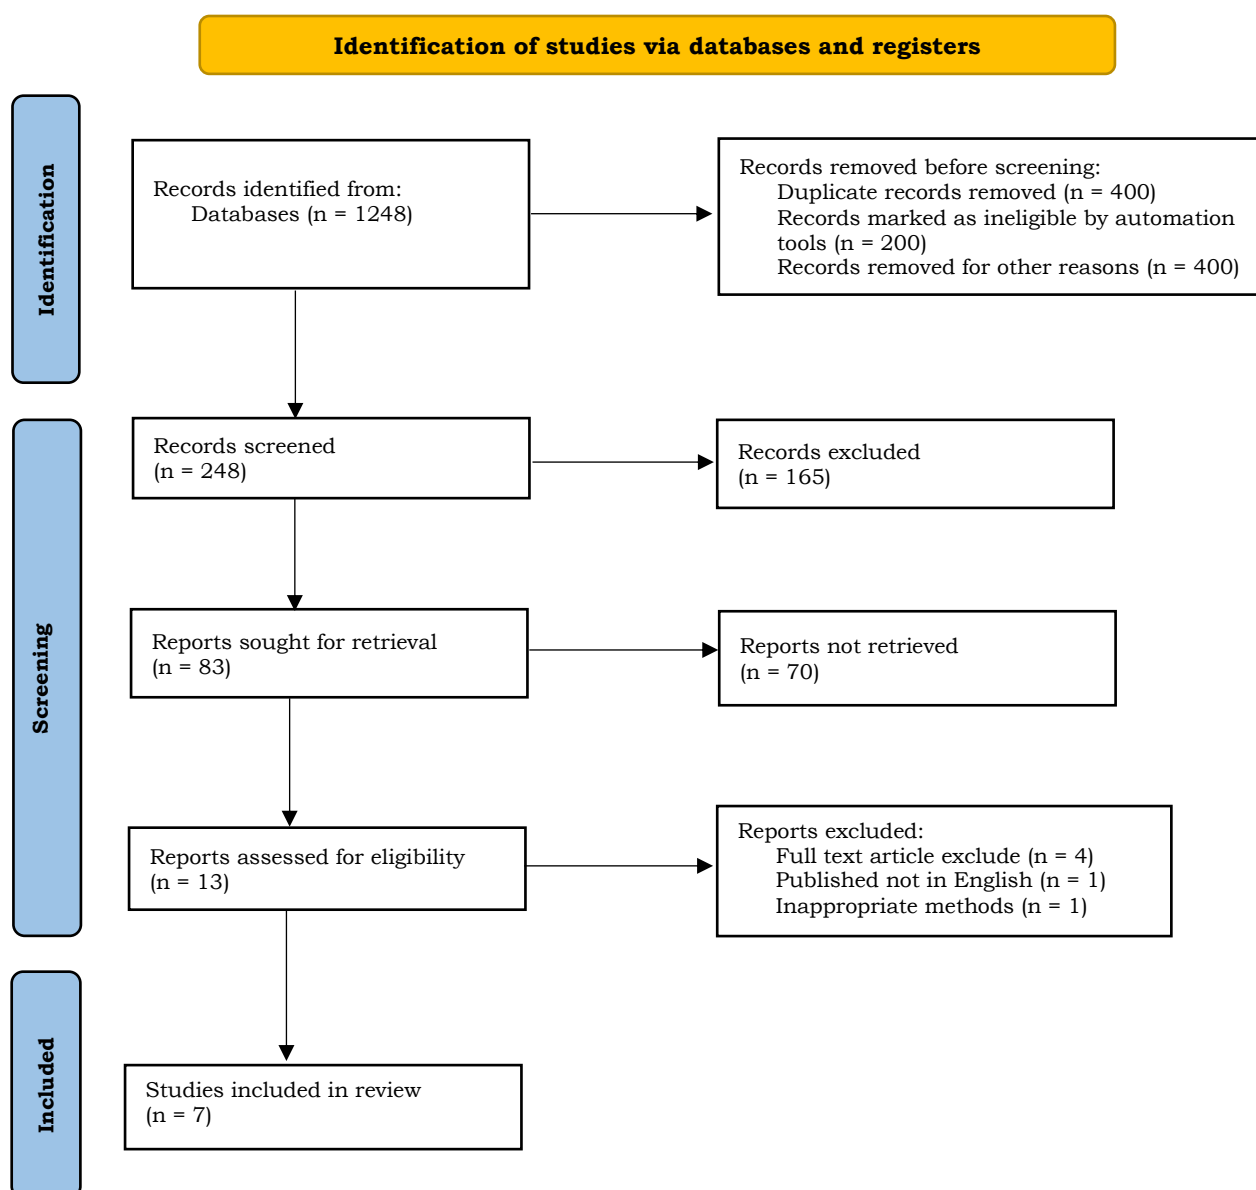 Identification of studies via databases and registers
Identification
Records identified from:
Databases (n = 1248)
Records removed before screening:
Duplicate records removed (n = 400)
Records marked as ineligible by automation
tools (n = 200)
Records removed for other reasons (n = 400)
Screening
Records screened
(n = 248)
Records excluded
(n = 165)
Reports sought for retrieval
(n = 83)
Reports not retrieved
(n = 70)
Reports assessed for eligibility
(n = 13)
Reports excluded:
Full text article exclude (n = 4)
Published not in English (n = 1)
Inappropriate methods (n = 1)
Included
Studies included in review
(n = 7)